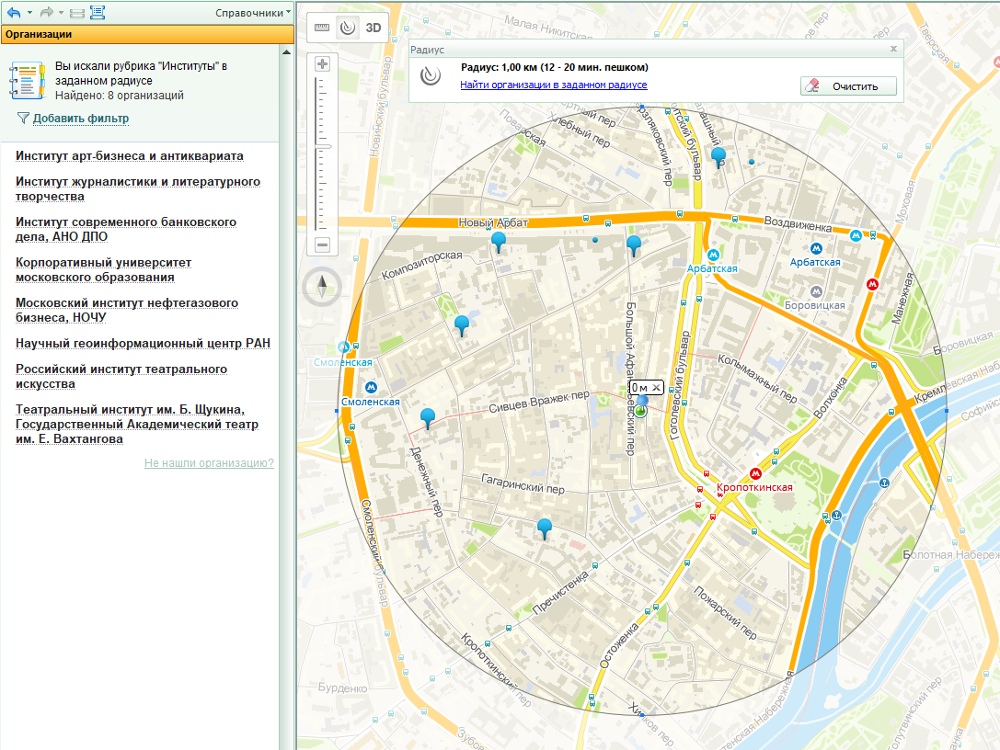 Справочники
Организации
Вы искали рубрика "Институты" в
заданном радиусе
Найдено: 8 организаций
Добавить фильтр
Институт арт-бизнеса и антиквариата
Институт журналистики и литературного
творчества
Институт современного банковского
дела, АНО ДПО
Корпоративный университет
московского образования
Московский институт нефтегазового
бизнеса, НОЧУ
Научный геоинформационный центр РАН
Российский институт театрального
искусства
Театральный институт им. Б. Щукина,
Государственный Академический театр
им. Е. Вахтангова
Не нашли организацию?
3D
Радиус
x
Радиус: 1,00 км (12 - 20 мин. пешком)
Найти организации в заданном радиусе
Очистить
Малая Никитская
Тверская
Новинский бульвар
Поварская
Хлебный пер
Моховая
Новый Арбат
Воздвиженка
Арбатская
Арбатская
Композиторская
Боровицкая
Манежная
Большой Афанасьевский пер
Гоголевский бульвар
Колымажный пер
Волхонка
Боровицкая
Смоленская
Смоленская
0 м
Сивцев Вражек пер
Софийс
Денежный пер
Гагаринский пер
Кропоткинская
Смоленский бульвар
Болотная Набереж
Пречистенка
Пожарский пер
Остоженка
Кропоткинский пер
Бурденко